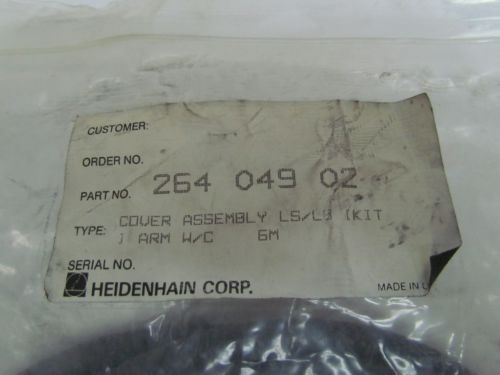 CUSTOMER:
ORDER NO.
PART NO. 264 049 02
TYPE: COVER ASSEMBLY LS/LB (KIT
) ARM W/C 6M
SERIAL NO.
HEIDENHAIN CORP.
MADE IN